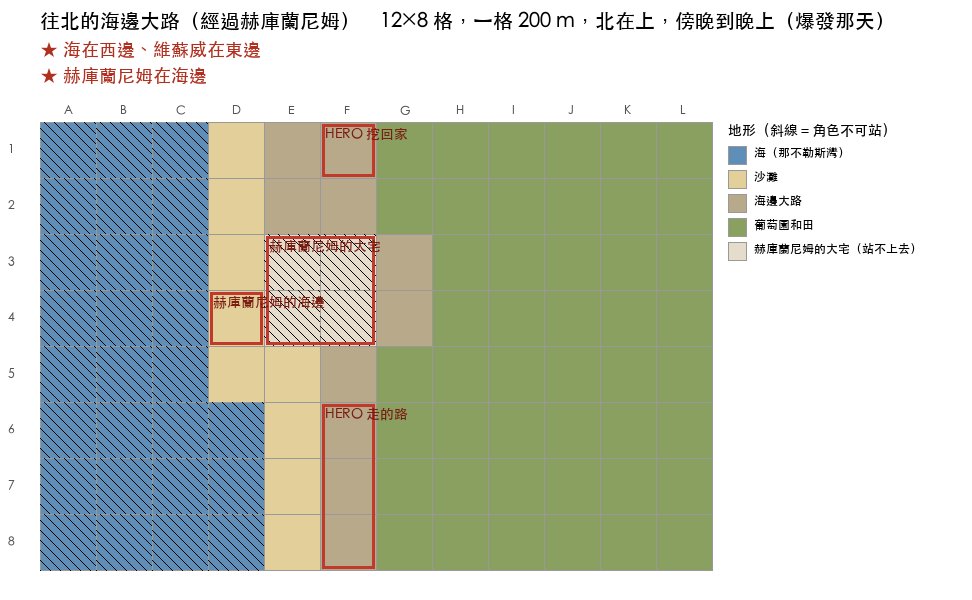 往北的海邊大路（經過赫庫蘭尼姆）　12×8 格，一格 200 m，北在上，傍晚到晚上（爆發那天）
★ 海在西邊、維蘇威在東邊
★ 赫庫蘭尼姆在海邊
A B C D E F G H I J K L
地形（斜線＝角色不可站）
海（那不勒斯灣）
沙灘
海邊大路
葡萄園和田
赫庫蘭尼姆的大宅（站不上去）
1
HERO 挖回家
2
3
赫庫蘭尼姆的大宅
4
赫庫蘭尼姆的海邊
5
6
HERO 走的路
7
8